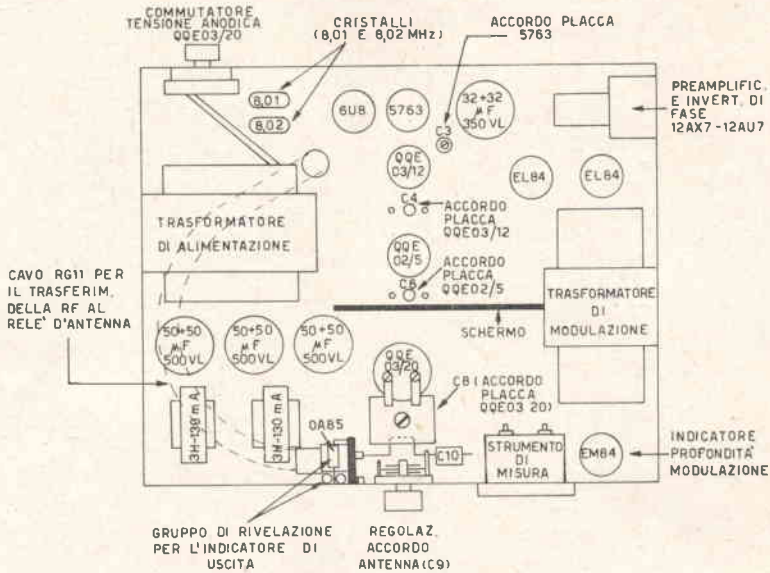 COMMUTATORE
TENSIONE ANODICA
QQE03/20
CRISTALLI
(8,01 E 8,02 MHz)
ACCORDO PLACCA
5763
8,01
8,02
6U8
5763
32+32
µF
350 VL
C3
PREAMPLIFIC.
E INVERT. DI
FASE
12AX7-12AU7
QQE
03/12
EL84
EL84
C4
ACCORDO
PLACCA
QQE03/12
TRASFORMATORE
DI ALIMENTAZIONE
QQE
02/5
C6
ACCORDO
PLACCA
QQE02/5
CAVO RG11 PER
IL TRASFERIM.
DELLA RF AL
RELE' D'ANTENNA
SCHERMO
TRASFORMATORE
DI
MODULAZIONE
50+50
µF
500VL
50+50
µF
500VL
50+50
µF
500VL
QQE
03/20
C8 (ACCORDO
PLACCA
QQE03 20)
3H-130 mA
3H-130 mA
OA85
C10
STRUMENTO
DI
MISURA
EM84
INDICATORE
PROFONDITÀ
MODULAZIONE
GRUPPO DI RIVELAZIONE
PER L'INDICATORE DI
USCITA
REGOLAZ.
ACCORDO
ANTENNA(C9)